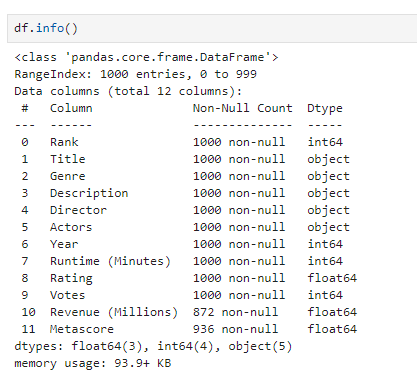 df.info()
<class 'pandas.core.frame.DataFrame'>
RangeIndex: 1000 entries, 0 to 999
Data columns (total 12 columns):
 #   Column              Non-Null Count  Dtype
---  ------              --------------  -----
 0   Rank                1000 non-null   int64
 1   Title               1000 non-null   object
 2   Genre               1000 non-null   object
 3   Description         1000 non-null   object
 4   Director            1000 non-null   object
 5   Actors              1000 non-null   object
 6   Year                1000 non-null   int64
 7   Runtime (Minutes)   1000 non-null   int64
 8   Rating              1000 non-null   float64
 9   Votes               1000 non-null   int64
 10  Revenue (Millions)  872 non-null    float64
 11  Metascore           936 non-null    float64
dtypes: float64(3), int64(4), object(5)
memory usage: 93.9+ KB